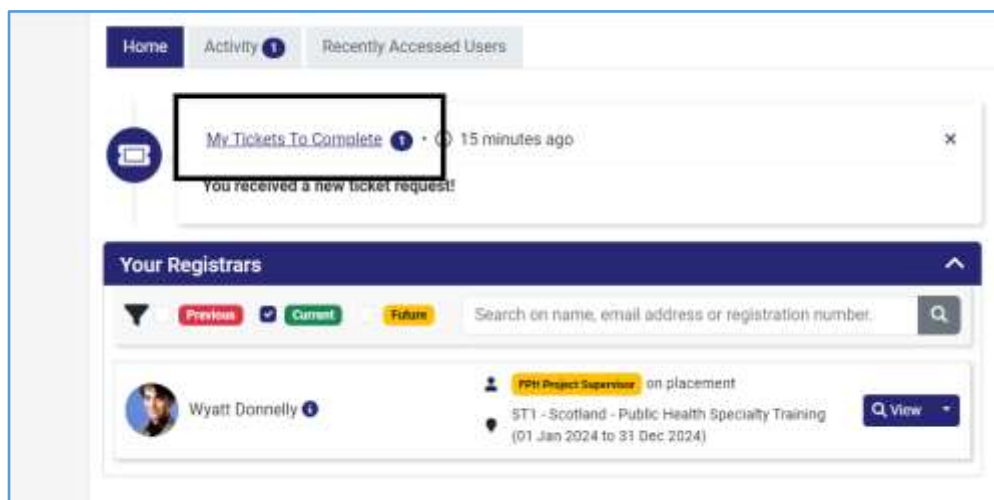 Home Activity 1 Recently Accessed Users
My Tickets To Complete 1 · 15 minutes ago ×
You received a new ticket request!
Your Registrars
Previous Current Future Search on name, email address or registration number.
PPH Project Supervisor on placement
Wyatt Donnelly View
ST1 - Scotland - Public Health Specialty Training
(01 Jan 2024 to 31 Dec 2024)